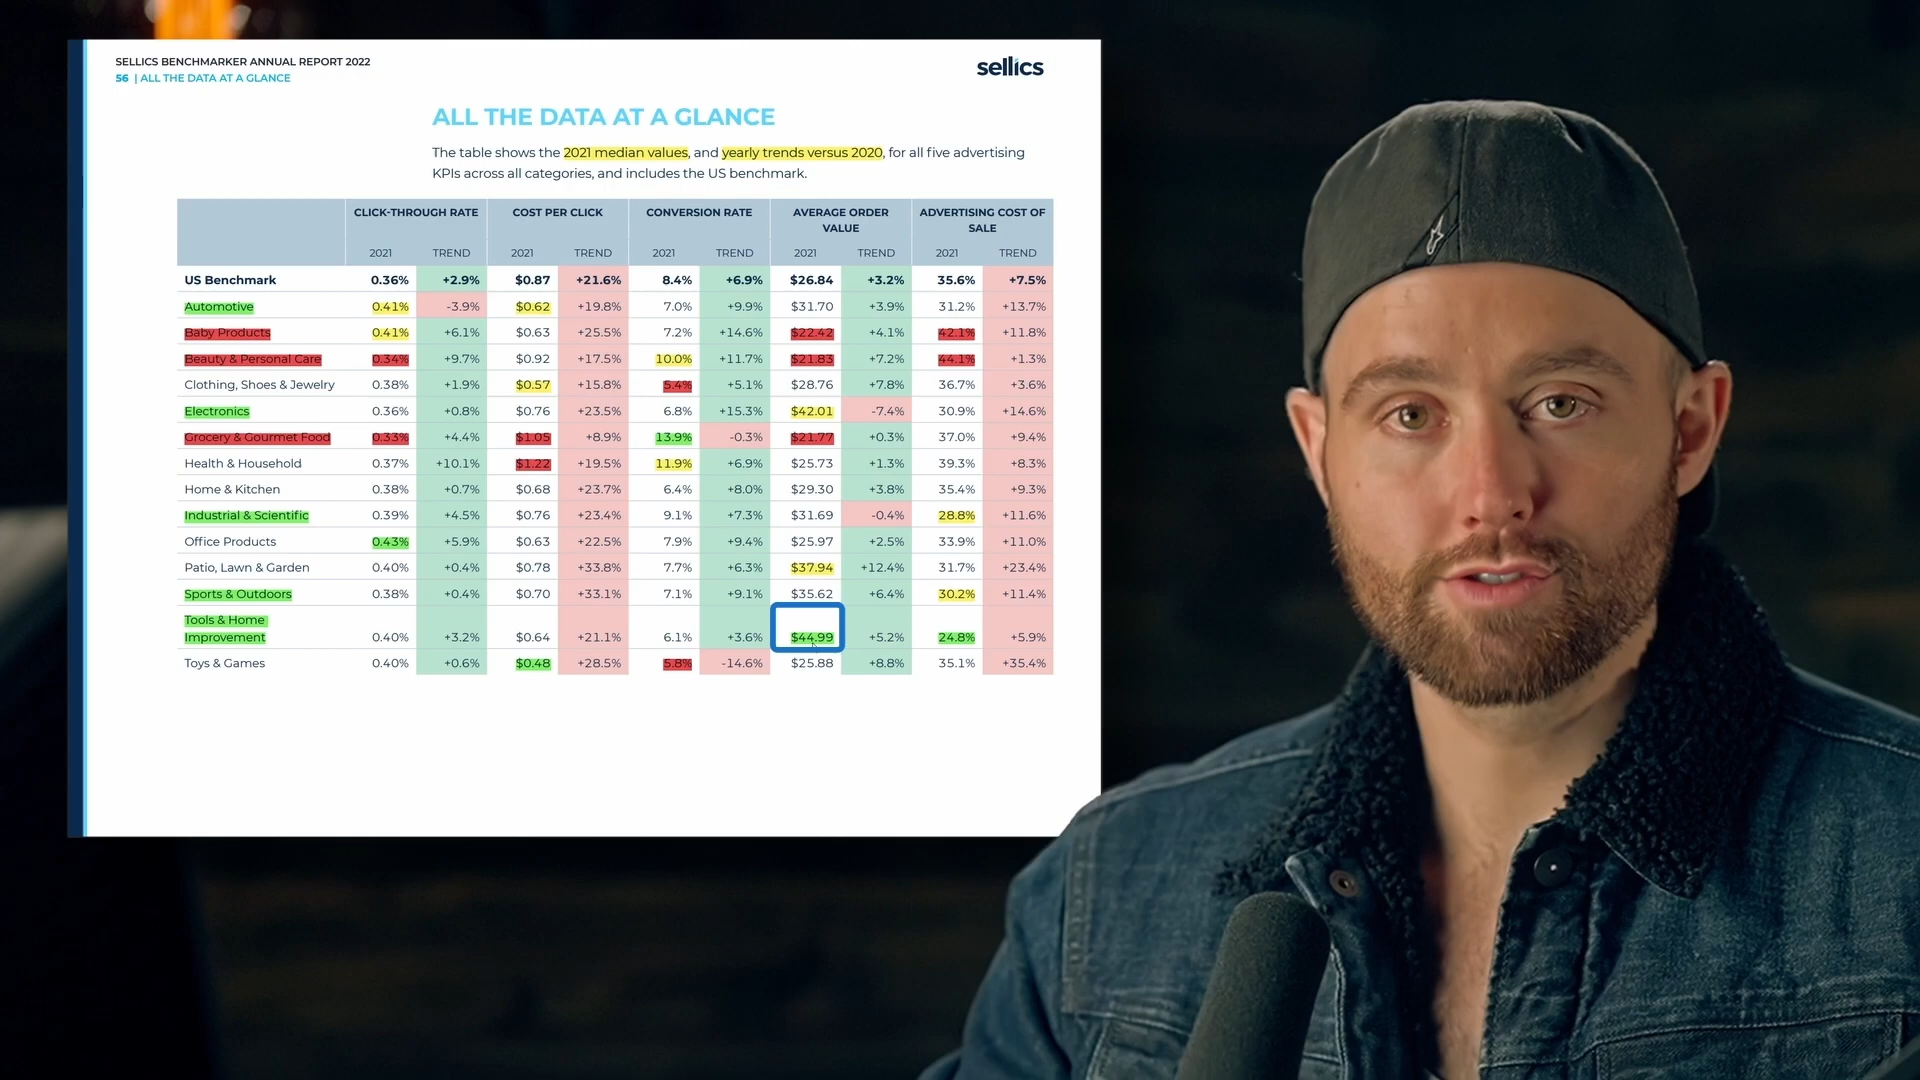 SELLICS BENCHMARKER ANNUAL REPORT 2022
56 | ALL THE DATA AT A GLANCE
sellics
ALL THE DATA AT A GLANCE
The table shows the 2021 median values, and yearly trends versus 2020, for all five advertising
KPIs across all categories, and includes the US benchmark.
CLICK-THROUGH RATE COST PER CLICK CONVERSION RATE AVERAGE ORDER VALUE ADVERTISING COST OF SALE
2021 TREND 2021 TREND 2021 TREND 2021 TREND 2021 TREND
US Benchmark 0.36% +2.9% $0.87 +21.6% 8.4% +6.9% $26.84 +3.2% 35.6% +7.5%
Automotive 0.41% -3.9% $0.62 +19.8% 7.0% +9.9% $31.70 +3.9% 31.2% +13.7%
Baby Products 0.41% +6.1% $0.63 +25.5% 7.2% +14.6% $22.42 +4.1% 42.1% +11.8%
Beauty & Personal Care 0.34% +9.7% $0.92 +17.5% 10.0% +11.7% $21.83 +7.2% 44.1% +1.3%
Clothing, Shoes & Jewelry 0.38% +1.9% $0.57 +15.8% 5.4% +5.1% $28.76 +7.8% 36.7% +3.6%
Electronics 0.36% +0.8% $0.76 +23.5% 6.8% +15.3% $42.01 -7.4% 30.9% +14.6%
Grocery & Gourmet Food 0.33% +4.4% $1.05 +8.9% 13.9% -0.3% $21.77 +0.3% 37.0% +9.4%
Health & Household 0.37% +10.1% $1.22 +19.5% 11.9% +6.9% $25.73 +1.3% 39.3% +8.3%
Home & Kitchen 0.38% +0.7% $0.68 +23.7% 6.4% +8.0% $29.30 +3.8% 35.4% +9.3%
Industrial & Scientific 0.39% +4.5% $0.76 +23.4% 9.1% +7.3% $31.69 -0.4% 28.8% +11.6%
Office Products 0.43% +5.9% $0.63 +22.5% 7.9% +9.4% $25.97 +2.5% 33.9% +11.0%
Patio, Lawn & Garden 0.40% +0.4% $0.78 +33.8% 7.7% +6.3% $37.94 +12.4% 31.7% +23.4%
Sports & Outdoors 0.38% +0.4% $0.70 +33.1% 7.1% +9.1% $35.62 +6.4% 30.2% +11.4%
Tools & Home
Improvement 0.40% +3.2% $0.64 +21.1% 6.1% +3.6% $44.99 +5.2% 24.8% +5.9%
Toys & Games 0.40% +0.6% $0.48 +28.5% 5.8% -14.6% $25.88 +8.8% 35.1% +35.4%